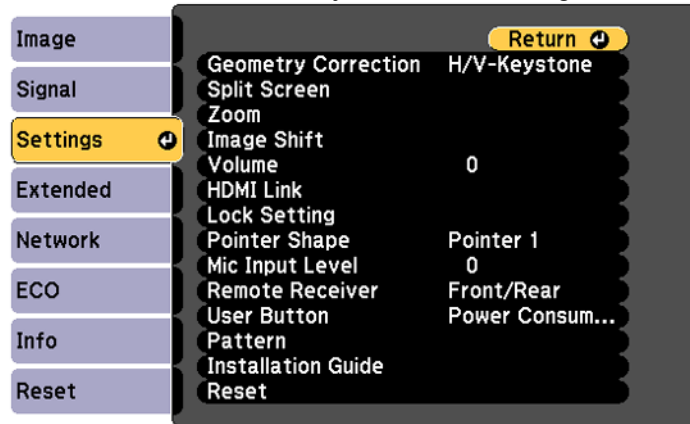 Image
Signal
Settings
Extended
Network
ECO
Info
Reset
Return
Geometry Correction H/V-Keystone
Split Screen
Zoom
Image Shift
Volume 0
HDMI Link
Lock Setting
Pointer Shape Pointer 1
Mic Input Level 0
Remote Receiver Front/Rear
User Button Power Consum...
Pattern
Installation Guide
Reset